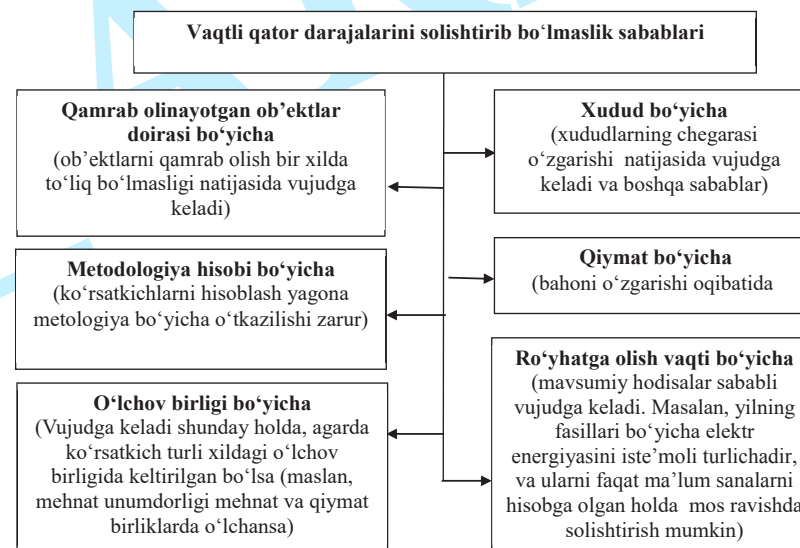 Vaqtli qator darajalarini solishtirib bo‘lmaslik sabablari
Qamrab olinayotgan ob’ektlar
doirasi bo‘yicha
(ob’ektlarni qamrab olish bir xilda
to‘liq bo‘lmasligi natijasida vujudga
keladi)
Metodologiya hisobi bo‘yicha
(ko‘rsatkichlarni hisoblash yagona
metologiya bo‘yicha o‘tkazilishi zarur)
O‘lchov birligi bo‘yicha
(Vujudga keladi shunday holda, agarda
ko‘rsatkich turli xildagi o‘lchov
birligida keltirilgan bo‘lsa (maslan,
mehnat unumdorligi mehnat va qiymat
birliklarda o‘lchansa)
Xudud bo‘yicha
(xududlarning chegarasi
o‘zgarishi natijasida vujudga
keladi va boshqa sabablar)
Qiymat bo‘yicha
(bahoni o‘zgarishi oqibatida
Ro‘yhatga olish vaqti bo‘yicha
(mavsumiy hodisalar sababli
vujudga keladi. Masalan, yilning
fasillari bo‘yicha elektr
energiyasini iste’moli turlichadir,
va ularni faqat ma’lum sanalarni
hisobga olgan holda mos ravishda
solishtirish mumkin)